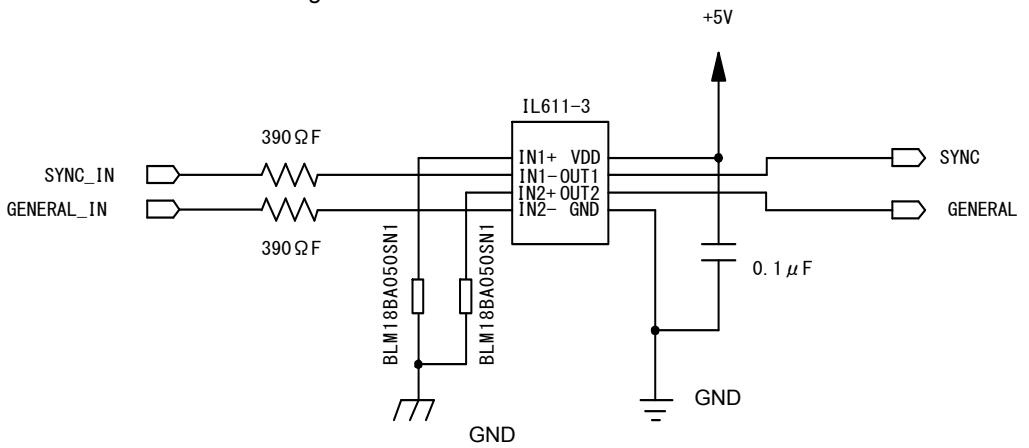 g
+5V
IL611-3
390ΩF
IN1+ VDD
SYNC_IN
IN1- OUT1
SYNC
IN2+ OUT2
GENERAL_IN
IN2- GND
GENERAL
390ΩF
BLM18BA050SN1
BLM18BA050SN1
0.1μF
GND
GND